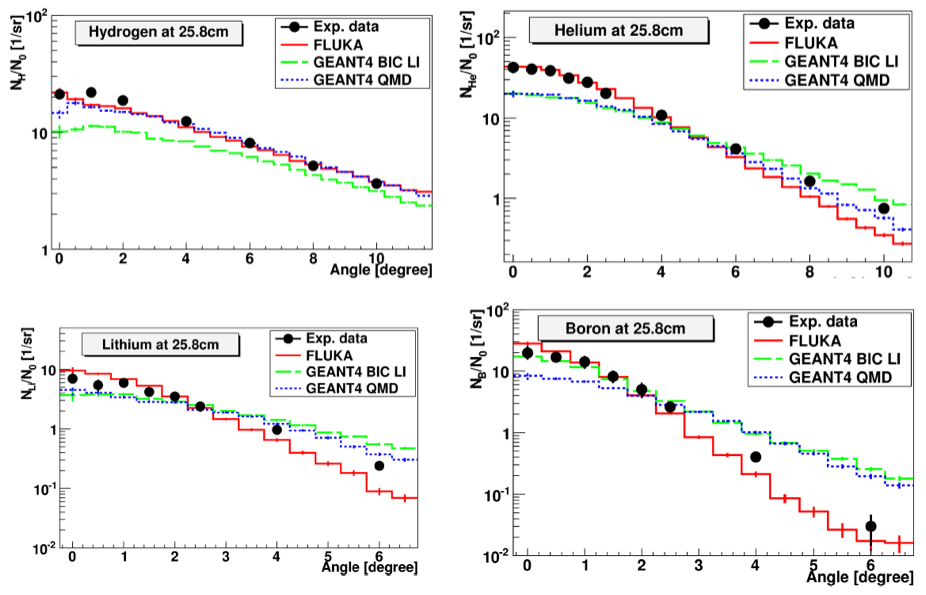 Hydrogen at 25.8cm
Exp. data
FLUKA
GEANT4 BIC LI
GEANT4 QMD
N_H/N_0 [1/sr]
10^2
10
1
0 2 4 6 8 10
Angle [degree]
Helium at 25.8cm
Exp. data
FLUKA
GEANT4 BIC LI
GEANT4 QMD
N_He/N_0 [1/sr]
10^2
10
1
0 2 4 6 8 10
Lithium at 25.8cm
Exp. data
FLUKA
GEANT4 BIC LI
GEANT4 QMD
N_Li/N_0 [1/sr]
10
1
10^-1
10^-2
0 1 2 3 4 5 6
Angle [degree]
Boron at 25.8cm
Exp. data
FLUKA
GEANT4 BIC LI
GEANT4 QMD
N_B/N_0 [1/sr]
10^2
10
1
10^-1
10^-2
0 1 2 3 4 5 6
Angle [degree]